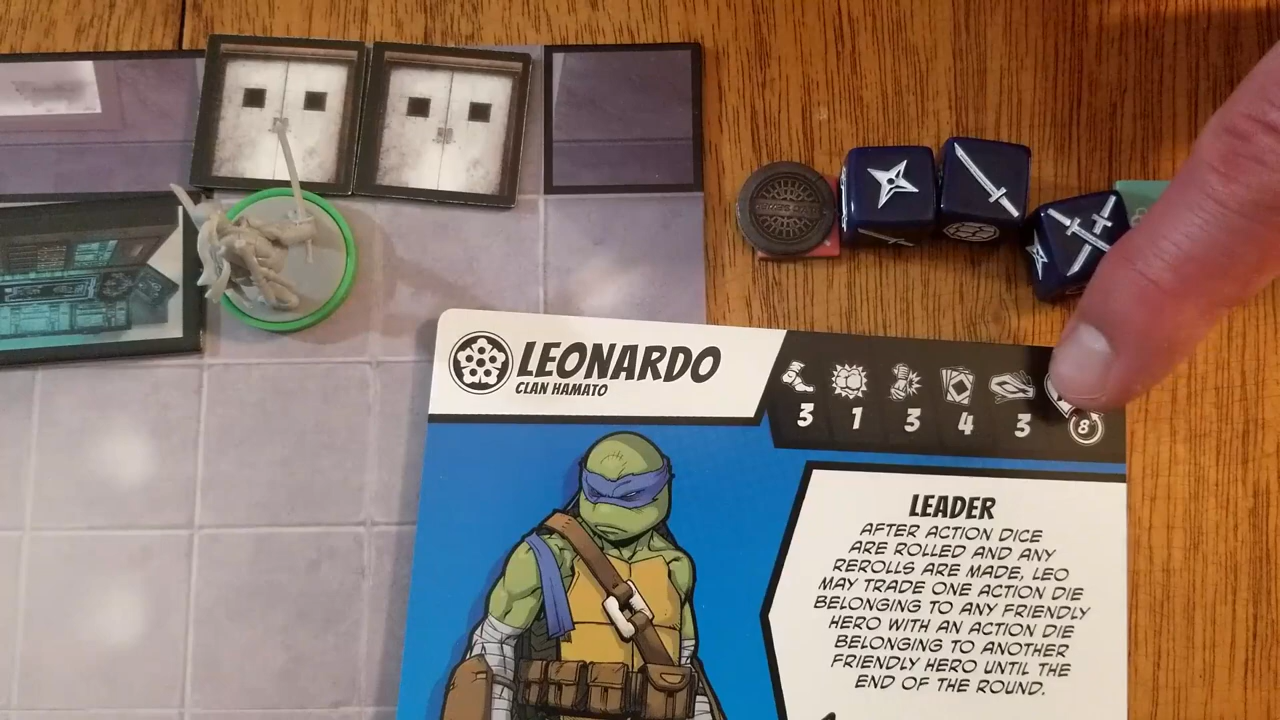 LEONARDO
CLAN HAMATO
3 1 3 4 3 8
LEADER
AFTER ACTION DICE
ARE ROLLED AND ANY
REROLLS ARE MADE, LEO
MAY TRADE ONE ACTION DIE
BELONGING TO ANY FRIENDLY
HERO WITH AN ACTION DIE
BELONGING TO ANOTHER
FRIENDLY HERO UNTIL THE
END OF THE ROUND.